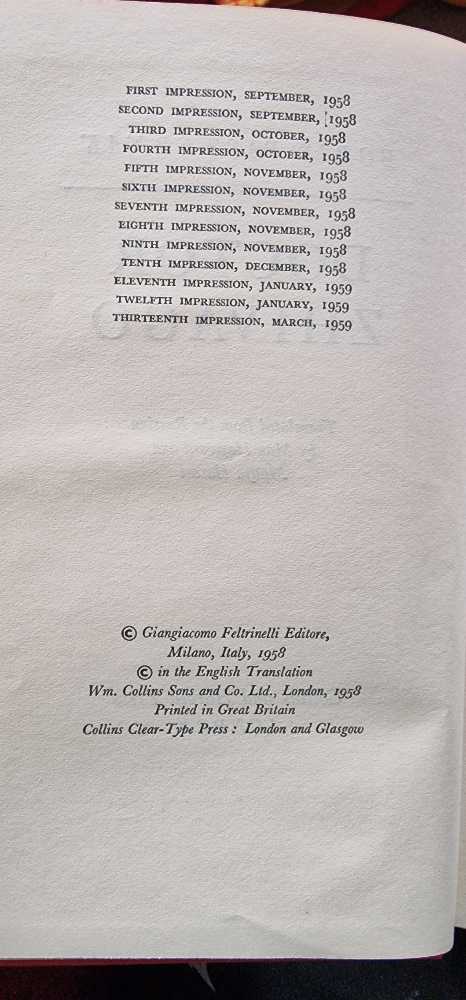 FIRST IMPRESSION, SEPTEMBER, 1958
SECOND IMPRESSION, SEPTEMBER, 1958
THIRD IMPRESSION, OCTOBER, 1958
FOURTH IMPRESSION, OCTOBER, 1958
FIFTH IMPRESSION, NOVEMBER, 1958
SIXTH IMPRESSION, NOVEMBER, 1958
SEVENTH IMPRESSION, NOVEMBER, 1958
EIGHTH IMPRESSION, NOVEMBER, 1958
NINTH IMPRESSION, NOVEMBER, 1958
TENTH IMPRESSION, DECEMBER, 1958
ELEVENTH IMPRESSION, JANUARY, 1959
TWELFTH IMPRESSION, JANUARY, 1959
THIRTEENTH IMPRESSION, MARCH, 1959
© Giangiacomo Feltrinelli Editore,
Milano, Italy, 1958
© in the English Translation
Wm. Collins Sons and Co. Ltd., London, 1958
Printed in Great Britain
Collins Clear-Type Press : London and Glasgow